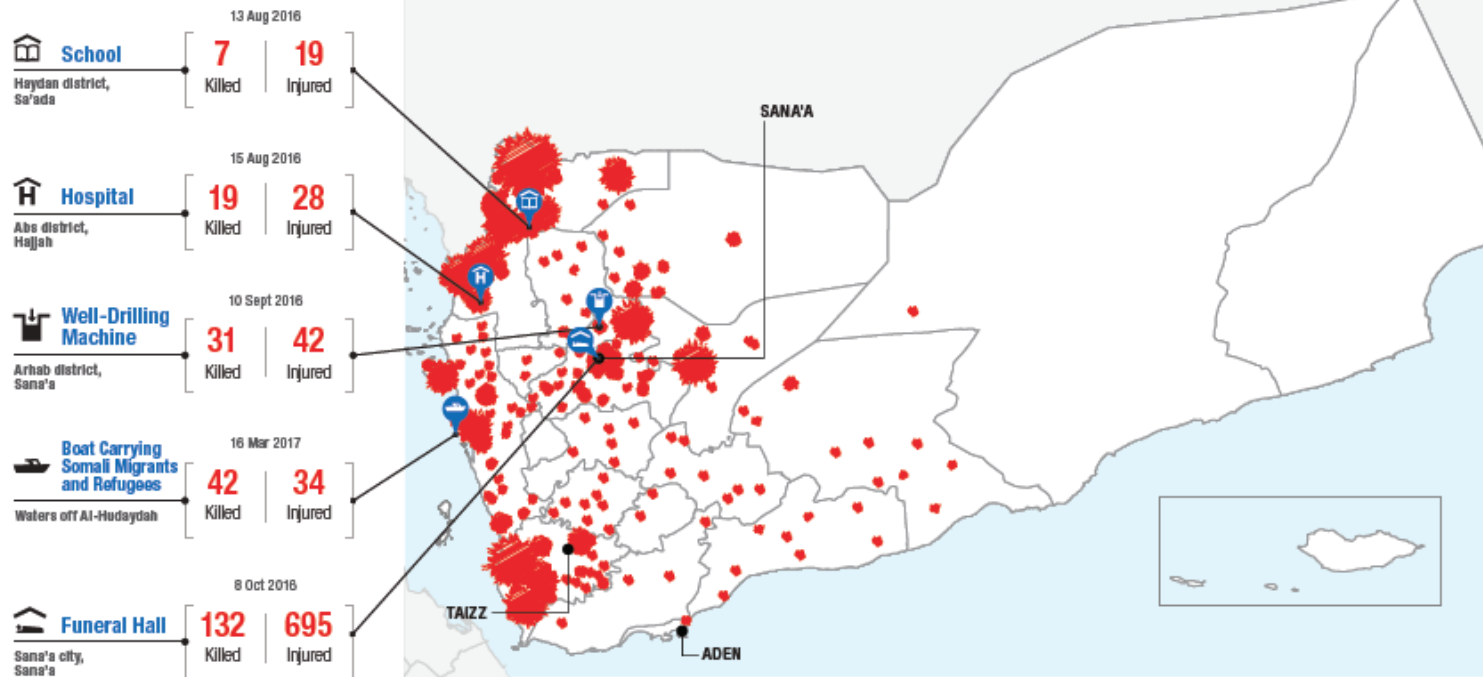 13 Aug 2016
School
7
19
Killed
Injured
Haydan district,
Sa'ada
15 Aug 2016
H
Hospital
19
28
Killed
Injured
Abs district,
Hajjah
10 Sept 2016
Well-Drilling
Machine
31
42
Killed
Injured
Arhab district,
Sana'a
16 Mar 2017
Boat Carrying
Somali Migrants
and Refugees
42
34
Killed
Injured
Waters off Al-Hudaydah
8 Oct 2016
Funeral Hall
132
695
Killed
Injured
Sana'a city,
Sana'a
SANA'A
H
TAIZZ
ADEN